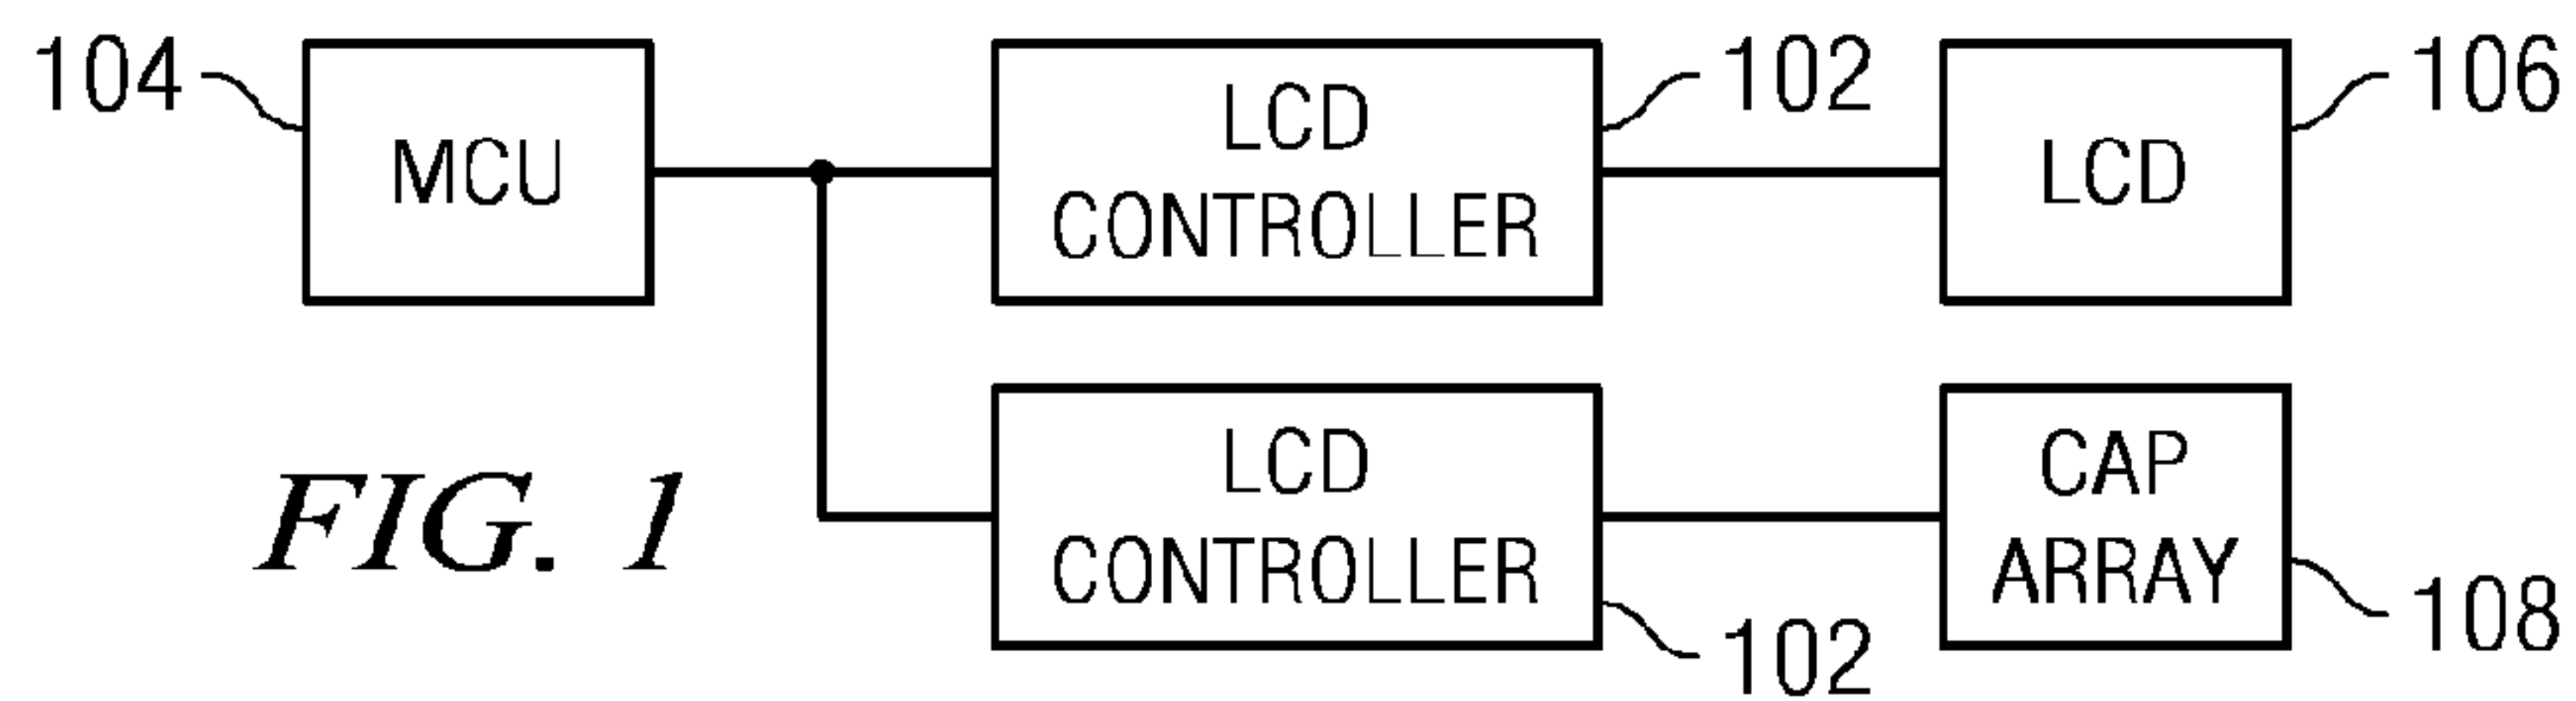 104
MCU
LCD
CONTROLLER
102
LCD
106
LCD
CONTROLLER
102
CAP
ARRAY
108
FIG. 1